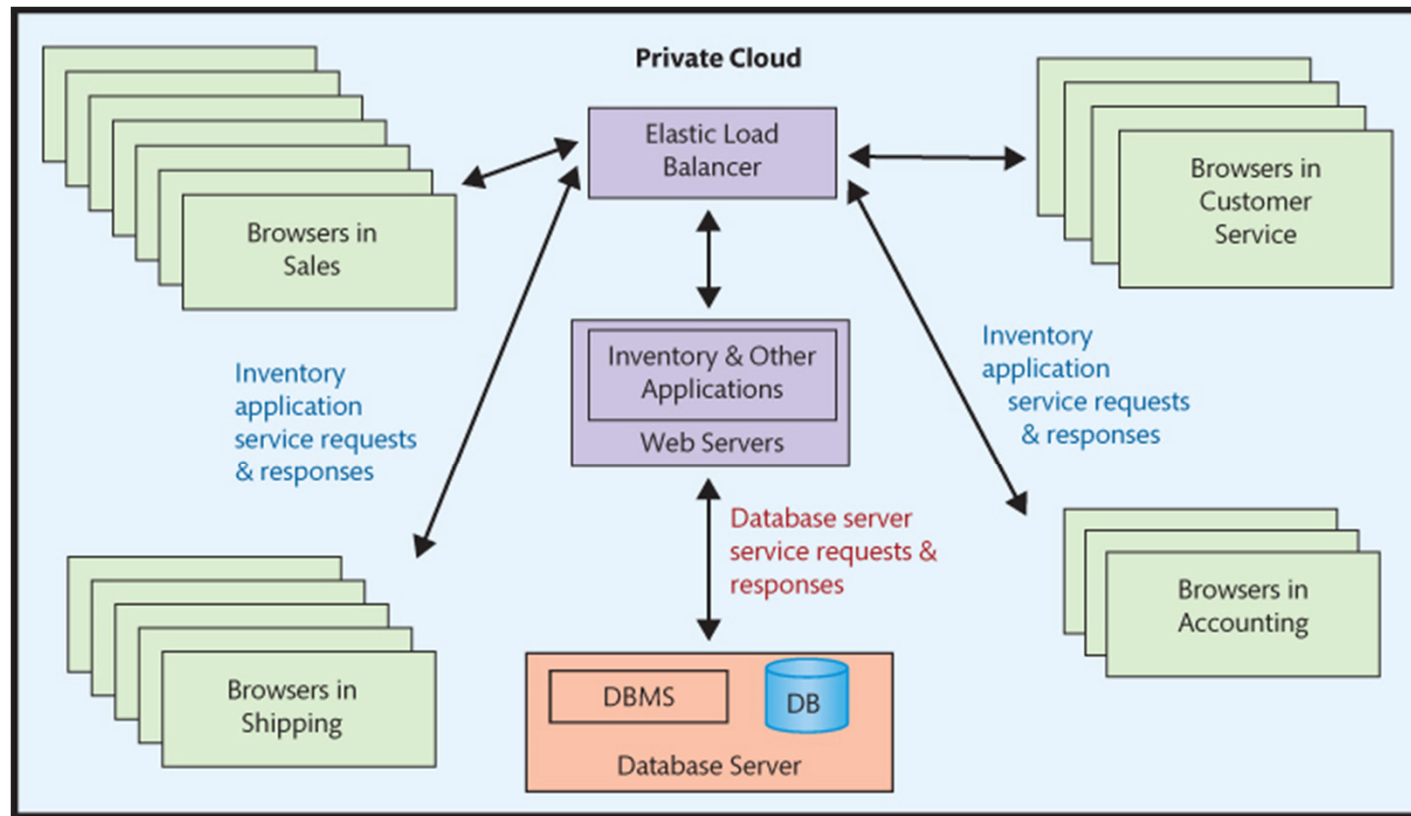 Private Cloud
Elastic Load
Balancer
Browsers in
Sales
Browsers in
Customer
Service
Inventory
application
service requests
& responses
Inventory & Other
Applications
Web Servers
Inventory
application
service requests
& responses
Database server
service requests &
responses
Browsers in
Shipping
DBMS
DB
Database Server
Browsers in
Accounting